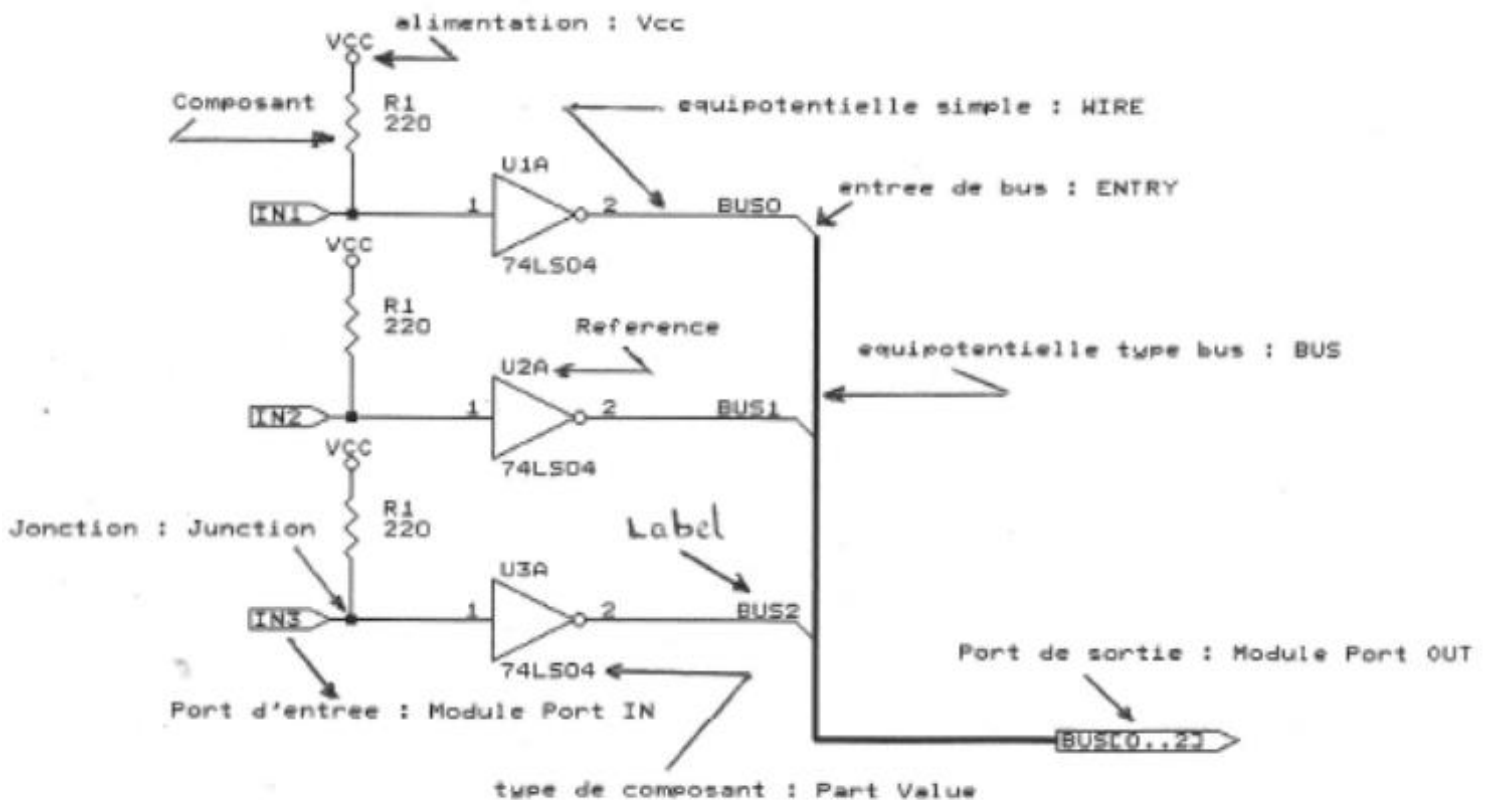 alimentation : Vcc
VCC
Composant
R1
220
equipotentielle simple : WIRE
U1A
entree de bus : ENTRY
IN1
1
2
BUS0
VCC
74LS04
R1
220
Reference
equipotentielle type bus : BUS
U2A
IN2
1
2
BUS1
VCC
74LS04
R1
220
Jonction : Junction
Label
U3A
IN3
1
2
BUS2
74LS04
Port de sortie : Module Port OUT
Port d'entree : Module Port IN
BUS[0..2]
type de composant : Part Value